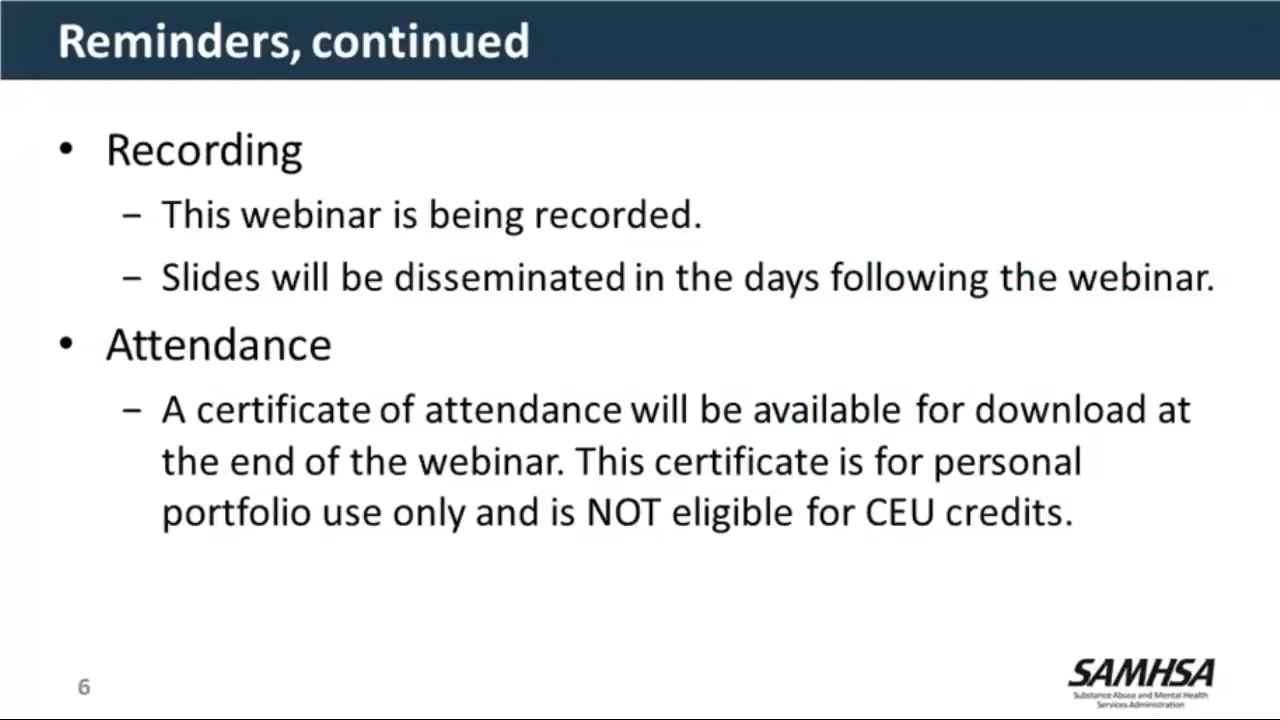 Reminders, continued
• Recording
– This webinar is being recorded.
– Slides will be disseminated in the days following the webinar.
• Attendance
– A certificate of attendance will be available for download at
the end of the webinar. This certificate is for personal
portfolio use only and is NOT eligible for CEU credits.
6
SAMHSA
Substance Abuse and Mental Health
Services Administration